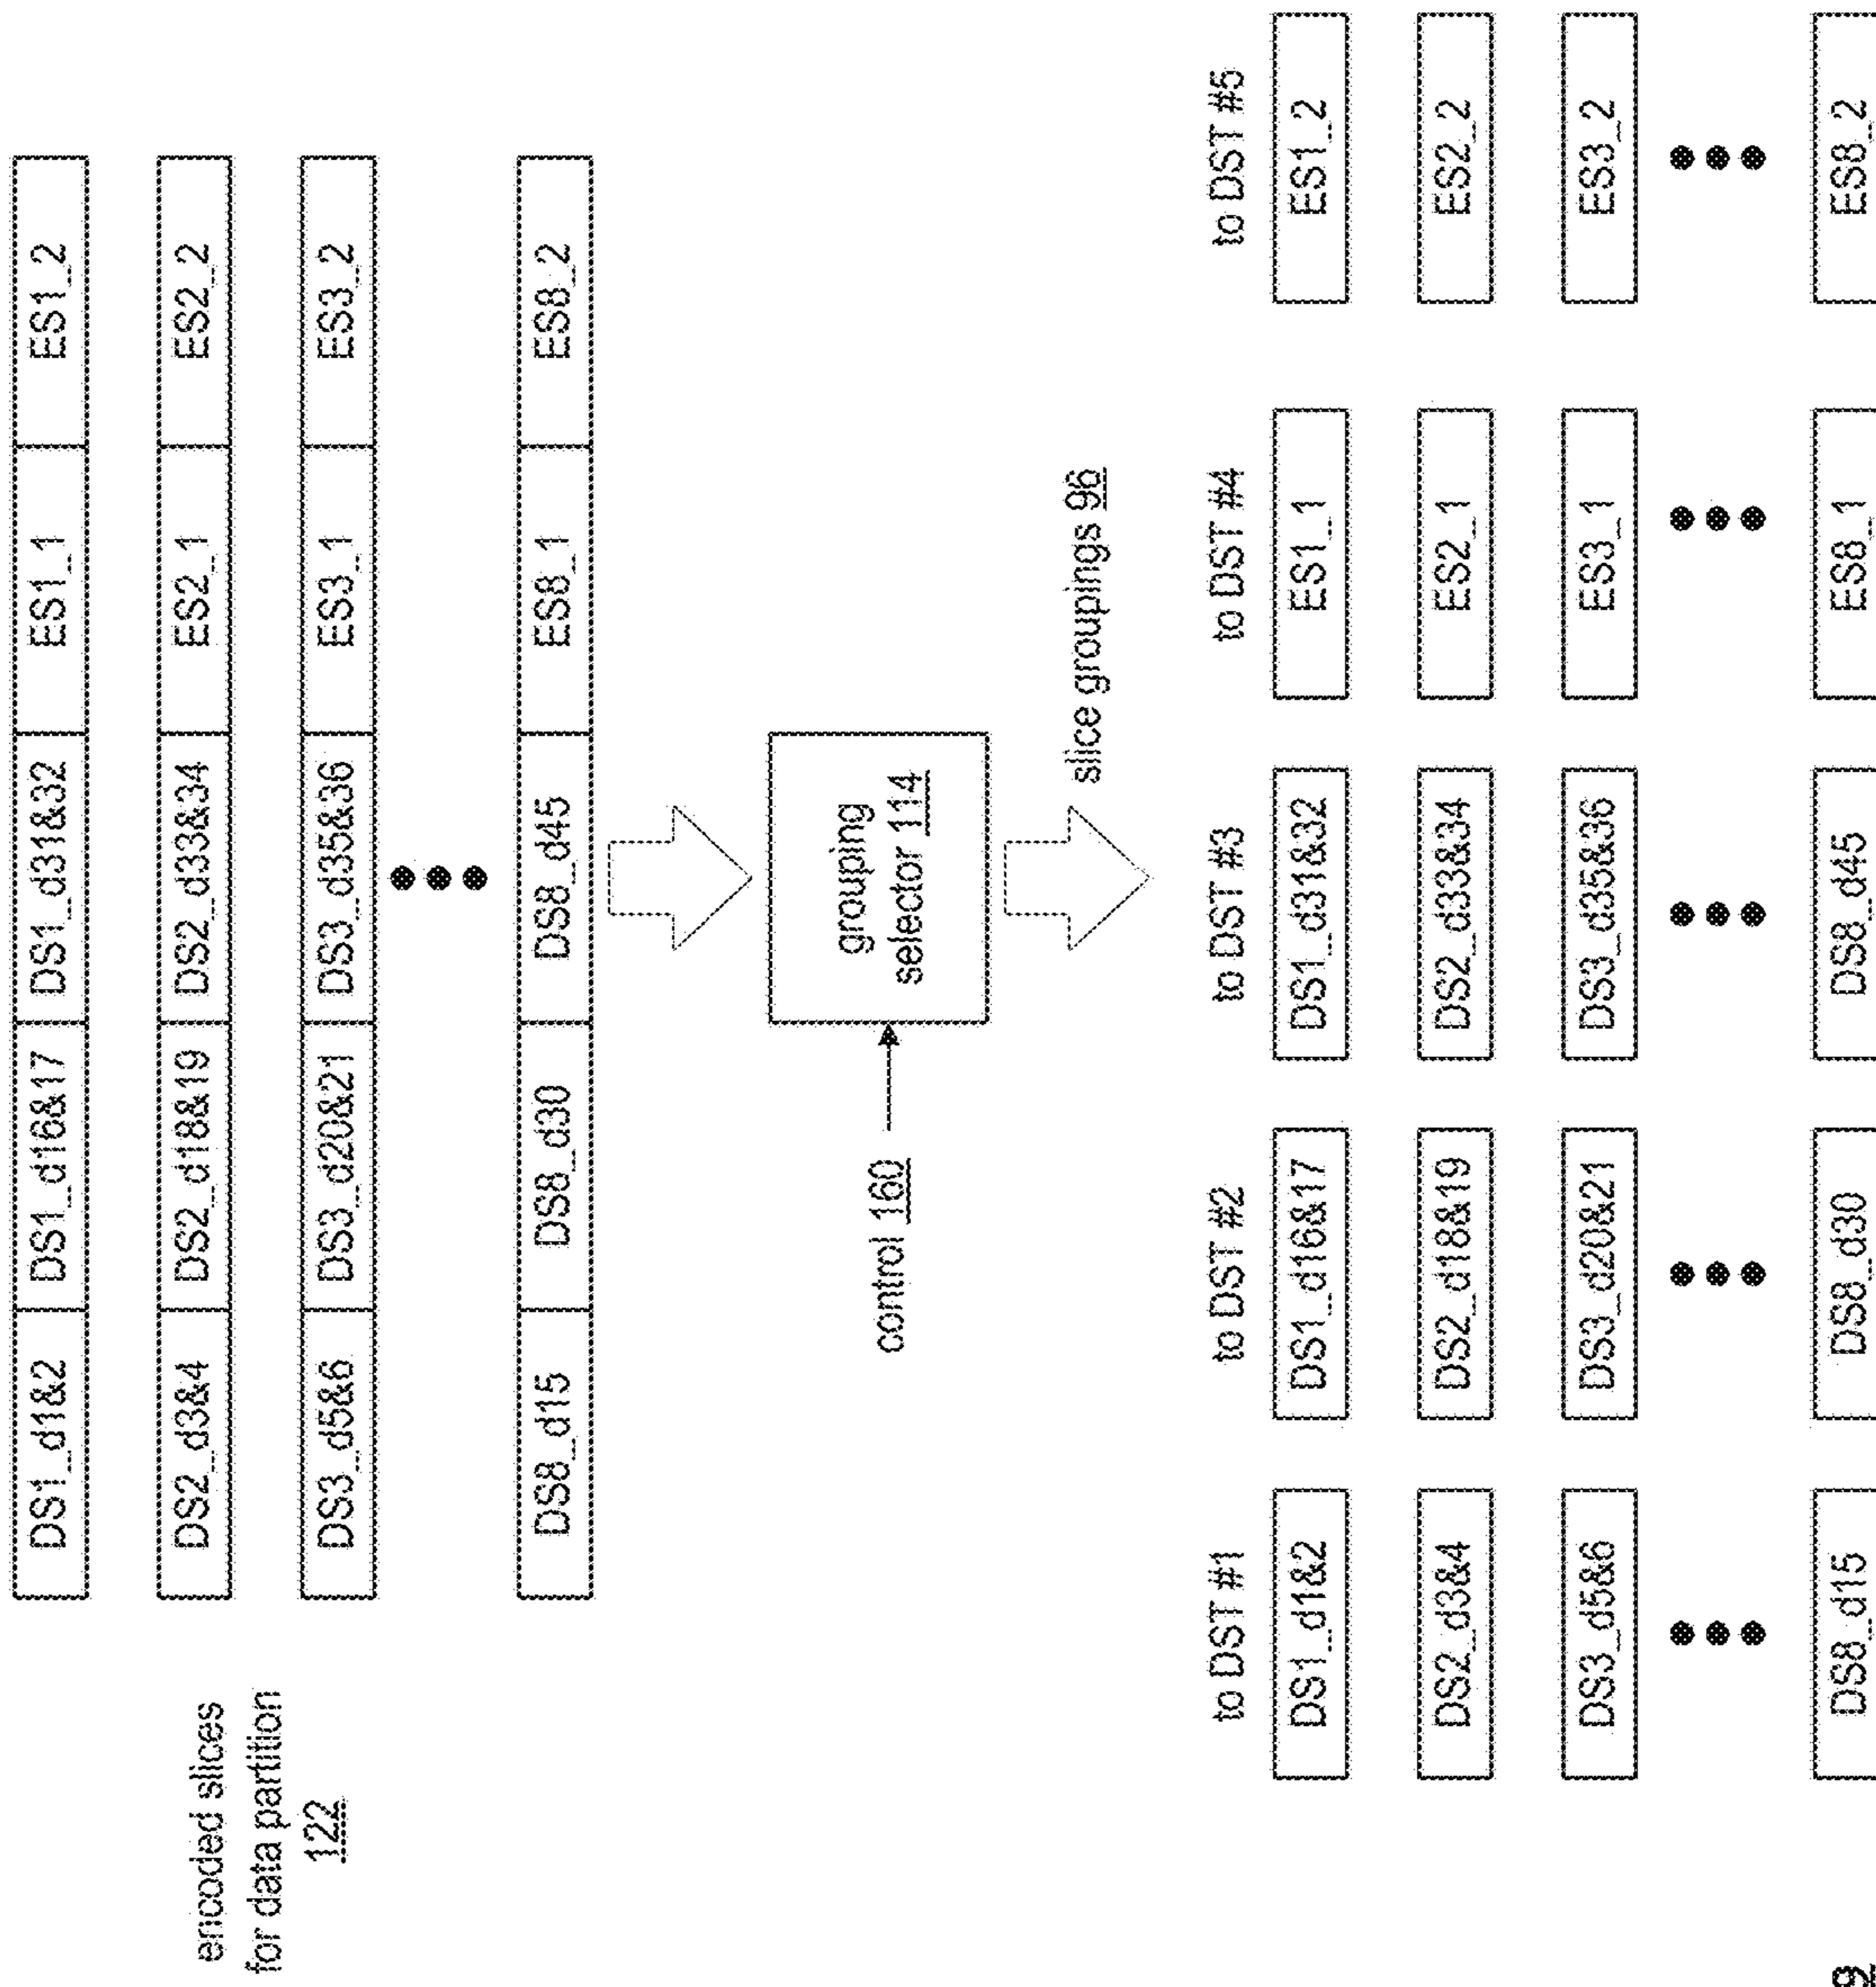 DS1_d1&2 DS1_d16&17 DS1_d31&32 ES1_1 ES1_2
encoded slices
for data partition
122
DS2_d3&4 DS2_d18&19 DS2_d33&34 ES2_1 ES2_2
DS3_d5&6 DS3_d20&21 DS3_d35&36 ES3_1 ES3_2
DS8_d15 DS8_d30 DS8_d45 ES8_1 ES8_2
control 160
grouping
selector 114
slice groupings 96
to DST #1 to DST #2 to DST #3 to DST #4 to DST #5
DS1_d1&2 DS1_d16&17 DS1_d31&32 ES1_1 ES1_2
DS2_d3&4 DS2_d18&19 DS2_d33&34 ES2_1 ES2_2
DS3_d5&6 DS3_d20&21 DS3_d35&36 ES3_1 ES3_2
DS8_d15 DS8_d30 DS8_d45 ES8_1 ES8_2